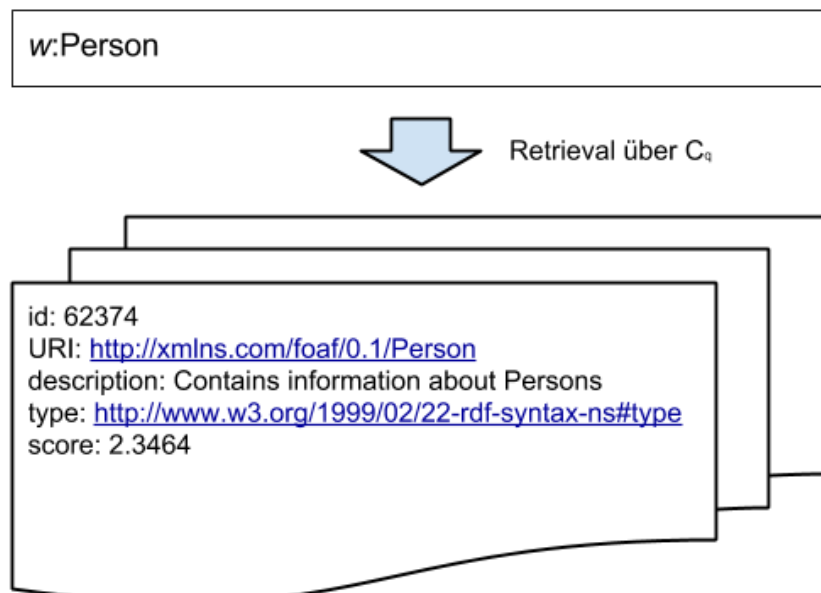 w:Person
Retrieval über Cq
id: 62374
URI: http://xmlns.com/foaf/0.1/Person
description: Contains information about Persons
type: http://www.w3.org/1999/02/22-rdf-syntax-ns#type
score: 2.3464